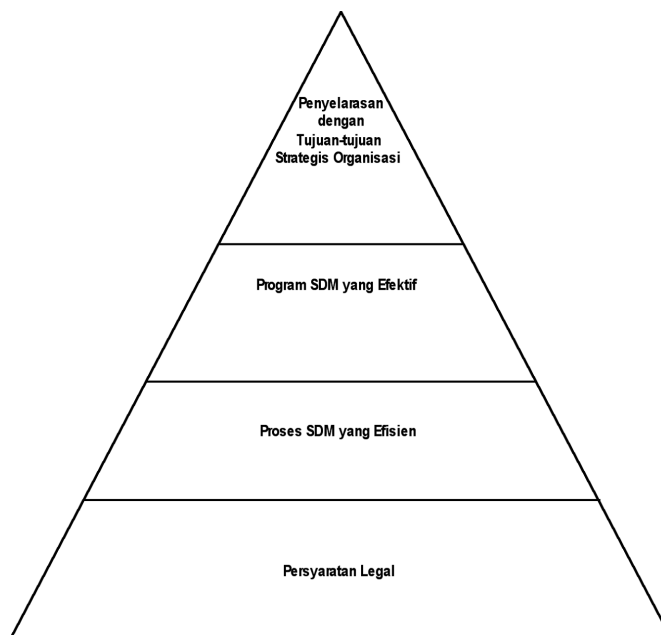 Penyelarasan
dengan
Tujuan-tujuan
Strategis Organisasi
Program SDM yang Efektif
Proses SDM yang Efisien
Persyaratan Legal